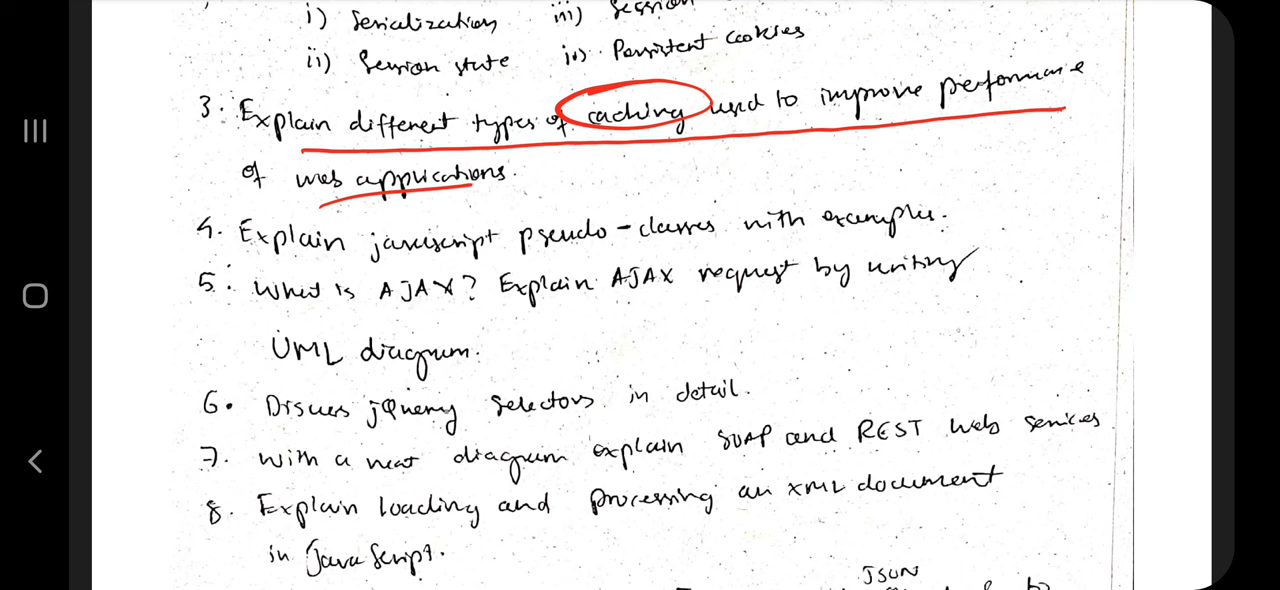 i) Serialization iii) Session
ii) Session state iv) Persistent cookies
3. Explain different types of caching used to improve performance
of web applications.
4. Explain javascript pseudo-classes with examples.
5. What is AJAX? Explain AJAX request by writing
UML diagram.
6. Discuss jQuery selectors in detail.
7. With a neat diagram explain SOAP and REST web services
8. Explain loading and processing an XML document
in JavaScript.
JSON